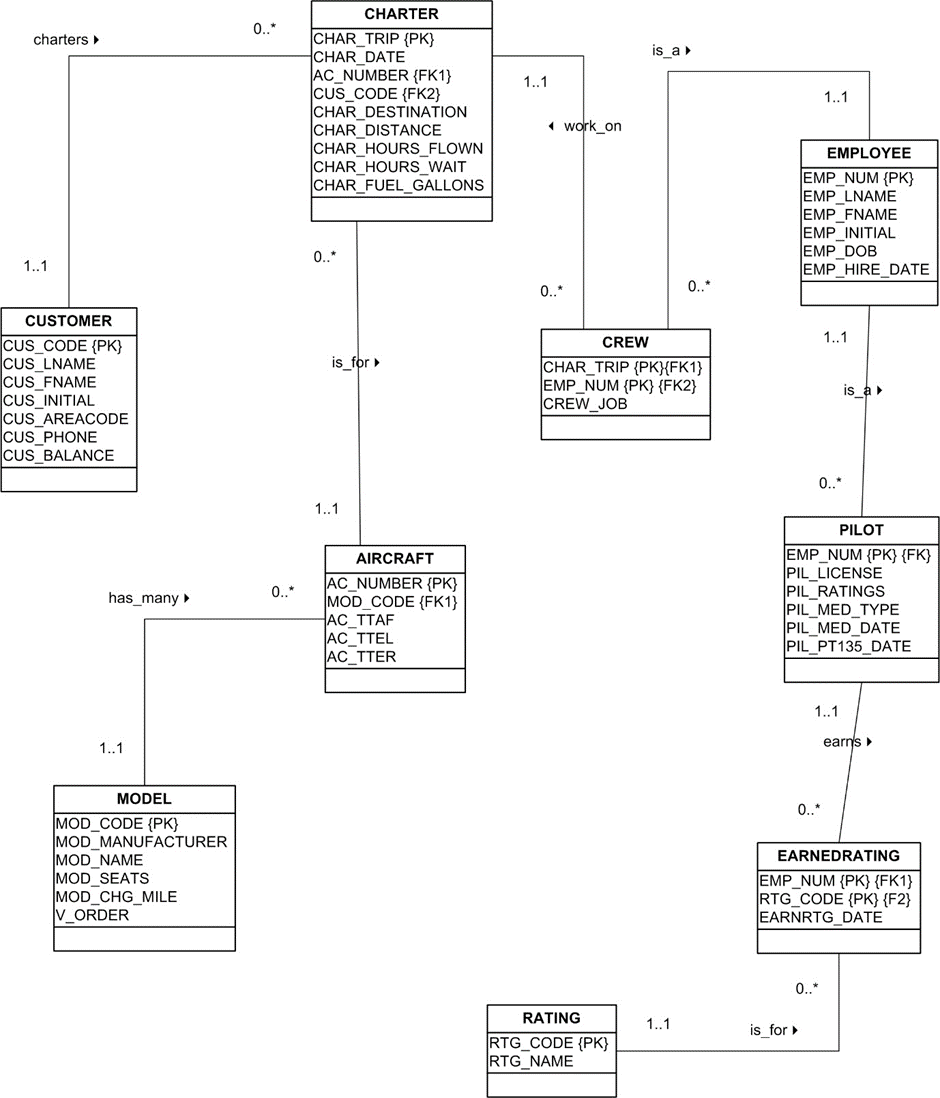 charters
0..*
CHARTER
CHAR_TRIP {PK}
CHAR_DATE
AC_NUMBER {FK1}
CUS_CODE {FK2}
CHAR_DESTINATION
CHAR_DISTANCE
CHAR_HOURS_FLOWN
CHAR_HOURS_WAIT
CHAR_FUEL_GALLONS
1..1
work_on
is_a
1..1
EMPLOYEE
EMP_NUM {PK}
EMP_LNAME
EMP_FNAME
EMP_INITIAL
EMP_DOB
EMP_HIRE_DATE
1..1
0..*
0..*
0..*
CUSTOMER
CUS_CODE {PK}
CUS_LNAME
CUS_FNAME
CUS_INITIAL
CUS_AREACODE
CUS_PHONE
CUS_BALANCE
is_for
CREW
CHAR_TRIP {PK}{FK1}
EMP_NUM {PK} {FK2}
CREW_JOB
1..1
is_a
0..*
1..1
AIRCRAFT
AC_NUMBER {PK}
MOD_CODE {FK1}
AC_TTAF
AC_TTEL
AC_TTER
PILOT
EMP_NUM {PK} {FK}
PIL_LICENSE
PIL_RATINGS
PIL_MED_TYPE
PIL_MED_DATE
PIL_PT135_DATE
has_many
0..*
1..1
MODEL
MOD_CODE {PK}
MOD_MANUFACTURER
MOD_NAME
MOD_SEATS
MOD_CHG_MILE
V_ORDER
1..1
earns
0..*
EARNEDRATING
EMP_NUM {PK} {FK1}
RTG_CODE {PK} {F2}
EARNRTG_DATE
0..*
RATING
RTG_CODE {PK}
RTG_NAME
1..1
is_for